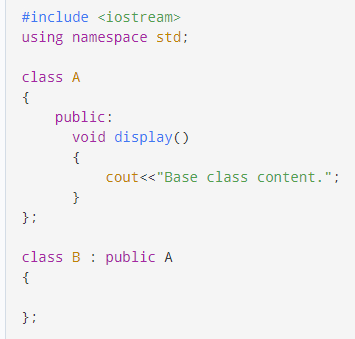 #include <iostream>
using namespace std;
class A
{
public:
void display()
{
cout<<"Base class content.";
}
};
class B : public A
{
};